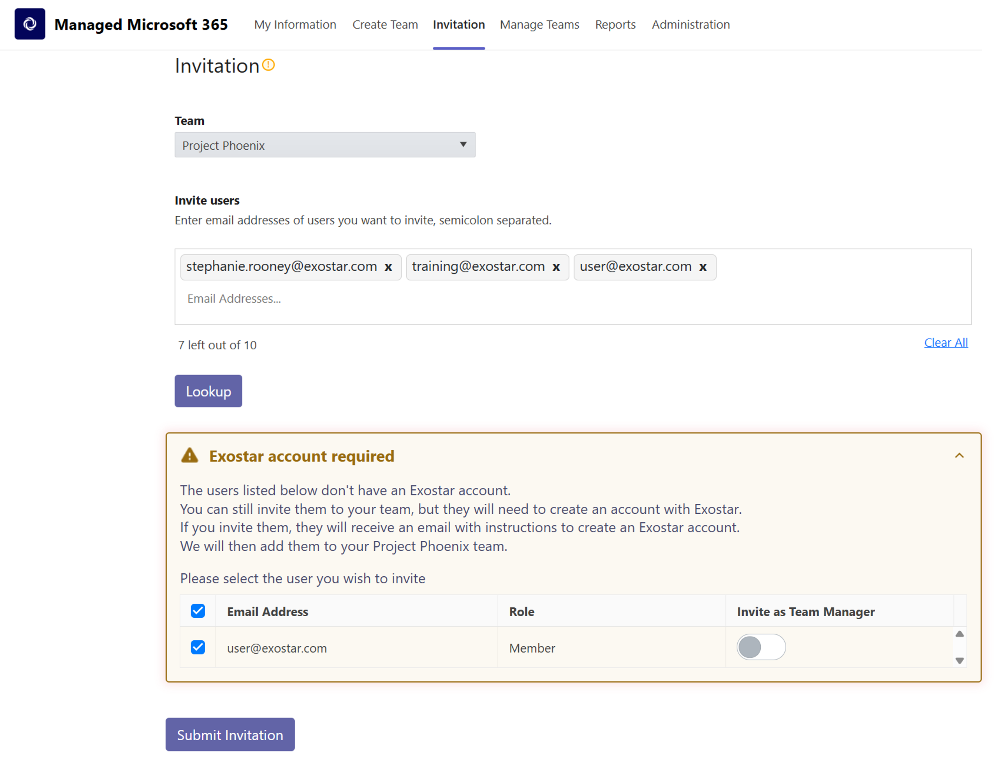 Managed Microsoft 365 My Information Create Team Invitation Manage Teams Reports Administration
Invitation
Team
Project Phoenix
Invite users
Enter email addresses of users you want to invite, semicolon separated.
stephanie.rooney@exostar.com x training@exostar.com x user@exostar.com x
Email Addresses...
7 left out of 10 Clear All
Lookup
Exostar account required
The users listed below don't have an Exostar account.
You can still invite them to your team, but they will need to create an account with Exostar.
If you invite them, they will receive an email with instructions to create an Exostar account.
We will then add them to your Project Phoenix team.
Please select the user you wish to invite
Email Address Role Invite as Team Manager
user@exostar.com Member
Submit Invitation